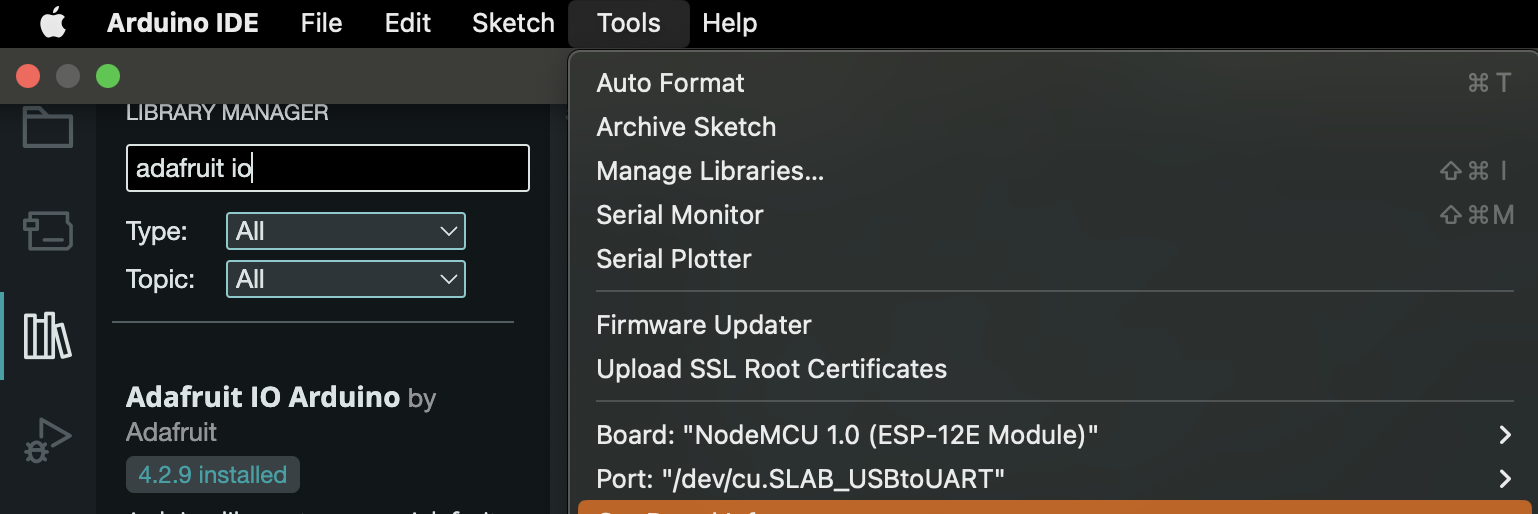 Arduino IDE File Edit Sketch Tools Help
LIBRARY MANAGER
adafruit io
Type: All
Topic: All
Adafruit IO Arduino by
Adafruit
4.2.9 installed
Auto Format ⌘ T
Archive Sketch
Manage Libraries... ⇧⌘ I
Serial Monitor ⇧⌘M
Serial Plotter
Firmware Updater
Upload SSL Root Certificates
Board: "NodeMCU 1.0 (ESP-12E Module)"
Port: "/dev/cu.SLAB_USBtoUART"